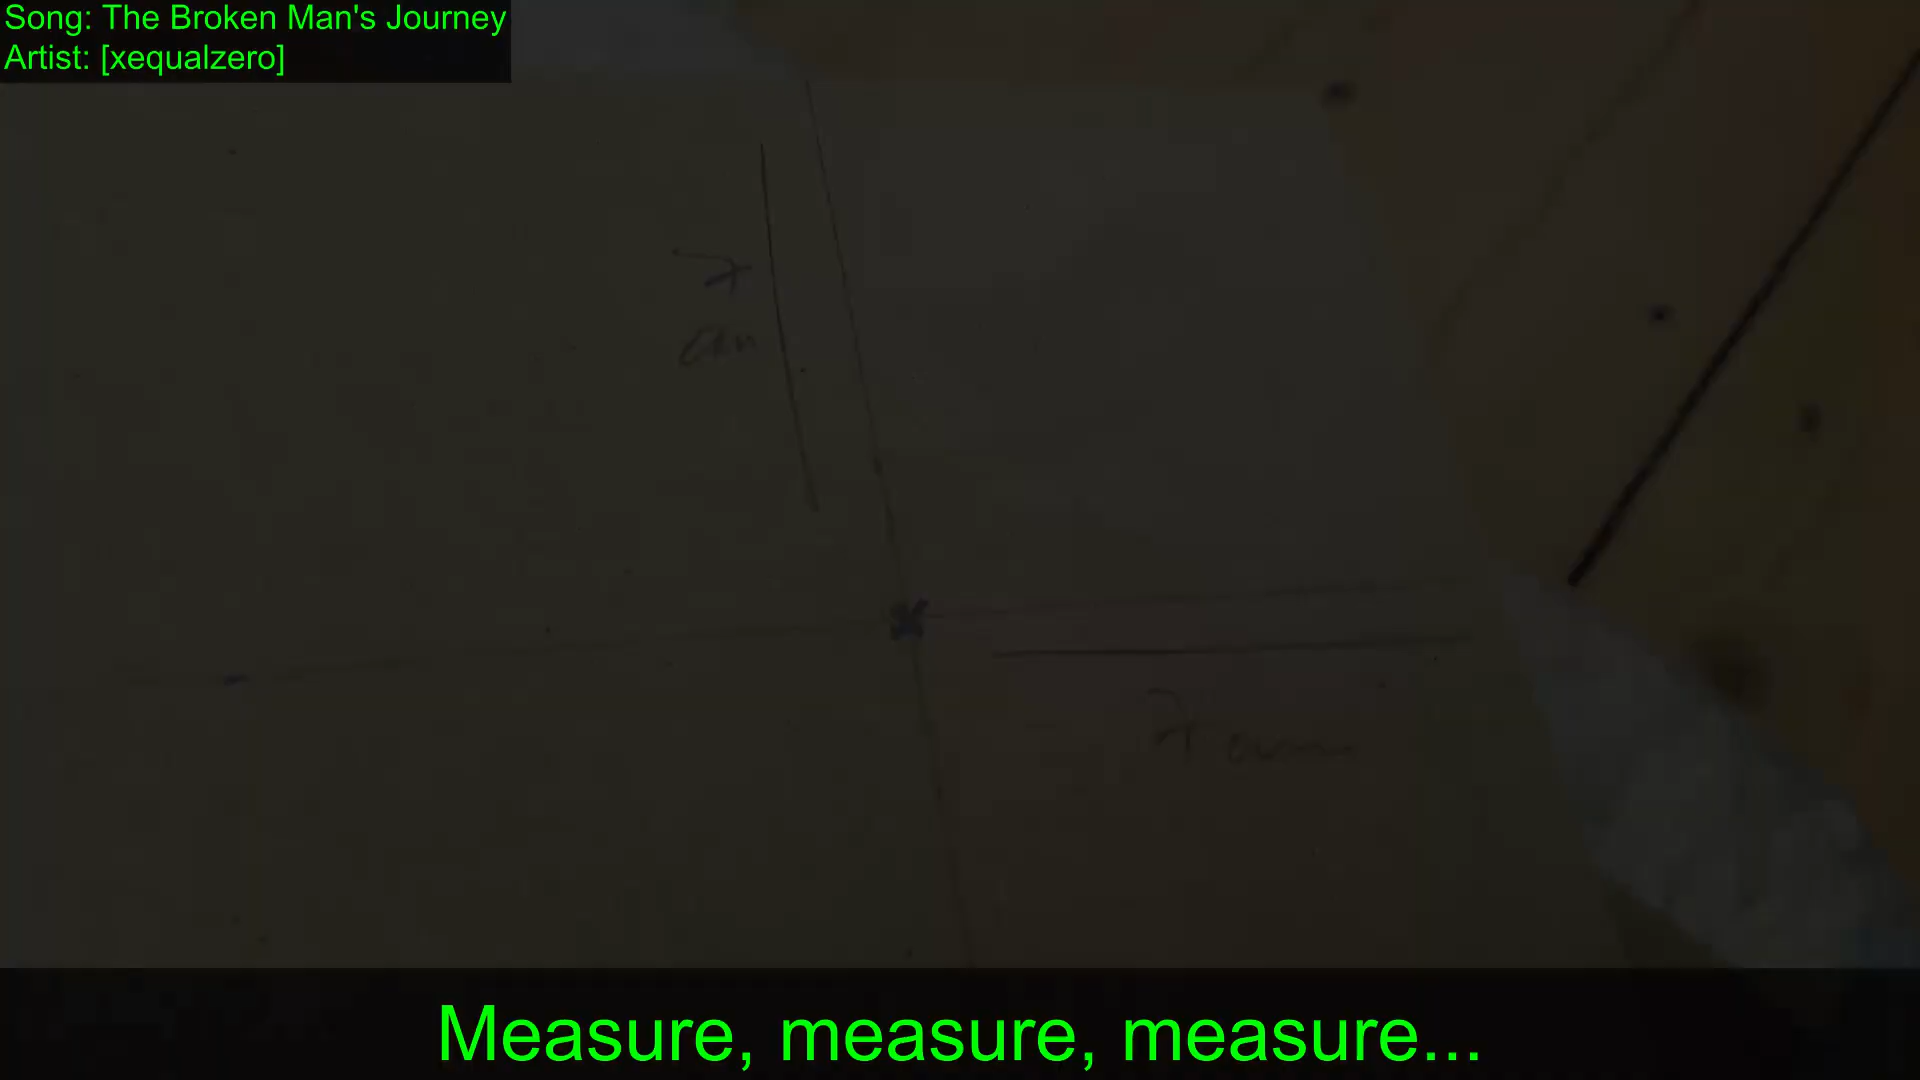 Song: The Broken Man's Journey
Artist: [xequalzero]
Measure, measure, measure...